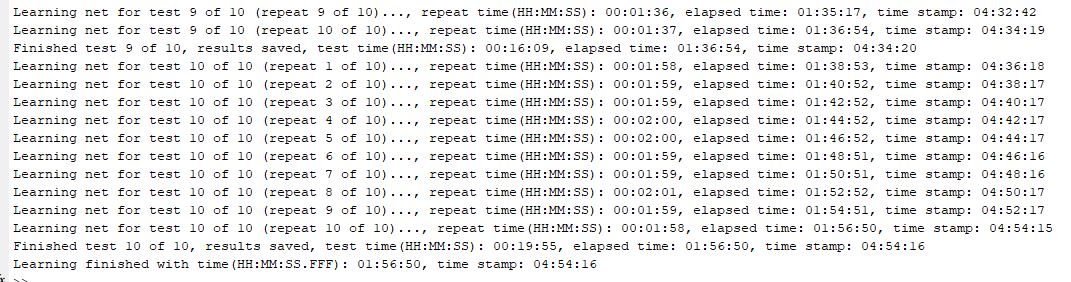 Learning net for test 9 of 10 (repeat 9 of 10)..., repeat time(HH:MM:SS): 00:01:36, elapsed time: 01:35:17, time stamp: 04:32:42
Learning net for test 9 of 10 (repeat 10 of 10)..., repeat time(HH:MM:SS): 00:01:37, elapsed time: 01:36:54, time stamp: 04:34:19
Finished test 9 of 10, results saved, test time(HH:MM:SS): 00:16:09, elapsed time: 01:36:54, time stamp: 04:34:20
Learning net for test 10 of 10 (repeat 1 of 10)..., repeat time(HH:MM:SS): 00:01:58, elapsed time: 01:38:53, time stamp: 04:36:18
Learning net for test 10 of 10 (repeat 2 of 10)..., repeat time(HH:MM:SS): 00:01:59, elapsed time: 01:40:52, time stamp: 04:38:17
Learning net for test 10 of 10 (repeat 3 of 10)..., repeat time(HH:MM:SS): 00:01:59, elapsed time: 01:42:52, time stamp: 04:40:17
Learning net for test 10 of 10 (repeat 4 of 10)..., repeat time(HH:MM:SS): 00:02:00, elapsed time: 01:44:52, time stamp: 04:42:17
Learning net for test 10 of 10 (repeat 5 of 10)..., repeat time(HH:MM:SS): 00:02:00, elapsed time: 01:46:52, time stamp: 04:44:17
Learning net for test 10 of 10 (repeat 6 of 10)..., repeat time(HH:MM:SS): 00:01:59, elapsed time: 01:48:51, time stamp: 04:46:16
Learning net for test 10 of 10 (repeat 7 of 10)..., repeat time(HH:MM:SS): 00:01:59, elapsed time: 01:50:51, time stamp: 04:48:16
Learning net for test 10 of 10 (repeat 8 of 10)..., repeat time(HH:MM:SS): 00:02:01, elapsed time: 01:52:52, time stamp: 04:50:17
Learning net for test 10 of 10 (repeat 9 of 10)..., repeat time(HH:MM:SS): 00:01:59, elapsed time: 01:54:51, time stamp: 04:52:17
Learning net for test 10 of 10 (repeat 10 of 10)..., repeat time(HH:MM:SS): 00:01:58, elapsed time: 01:56:50, time stamp: 04:54:15
Finished test 10 of 10, results saved, test time(HH:MM:SS): 00:19:55, elapsed time: 01:56:50, time stamp: 04:54:16
Learning finished with time(HH:MM:SS.FFF): 01:56:50, time stamp: 04:54:16
>>